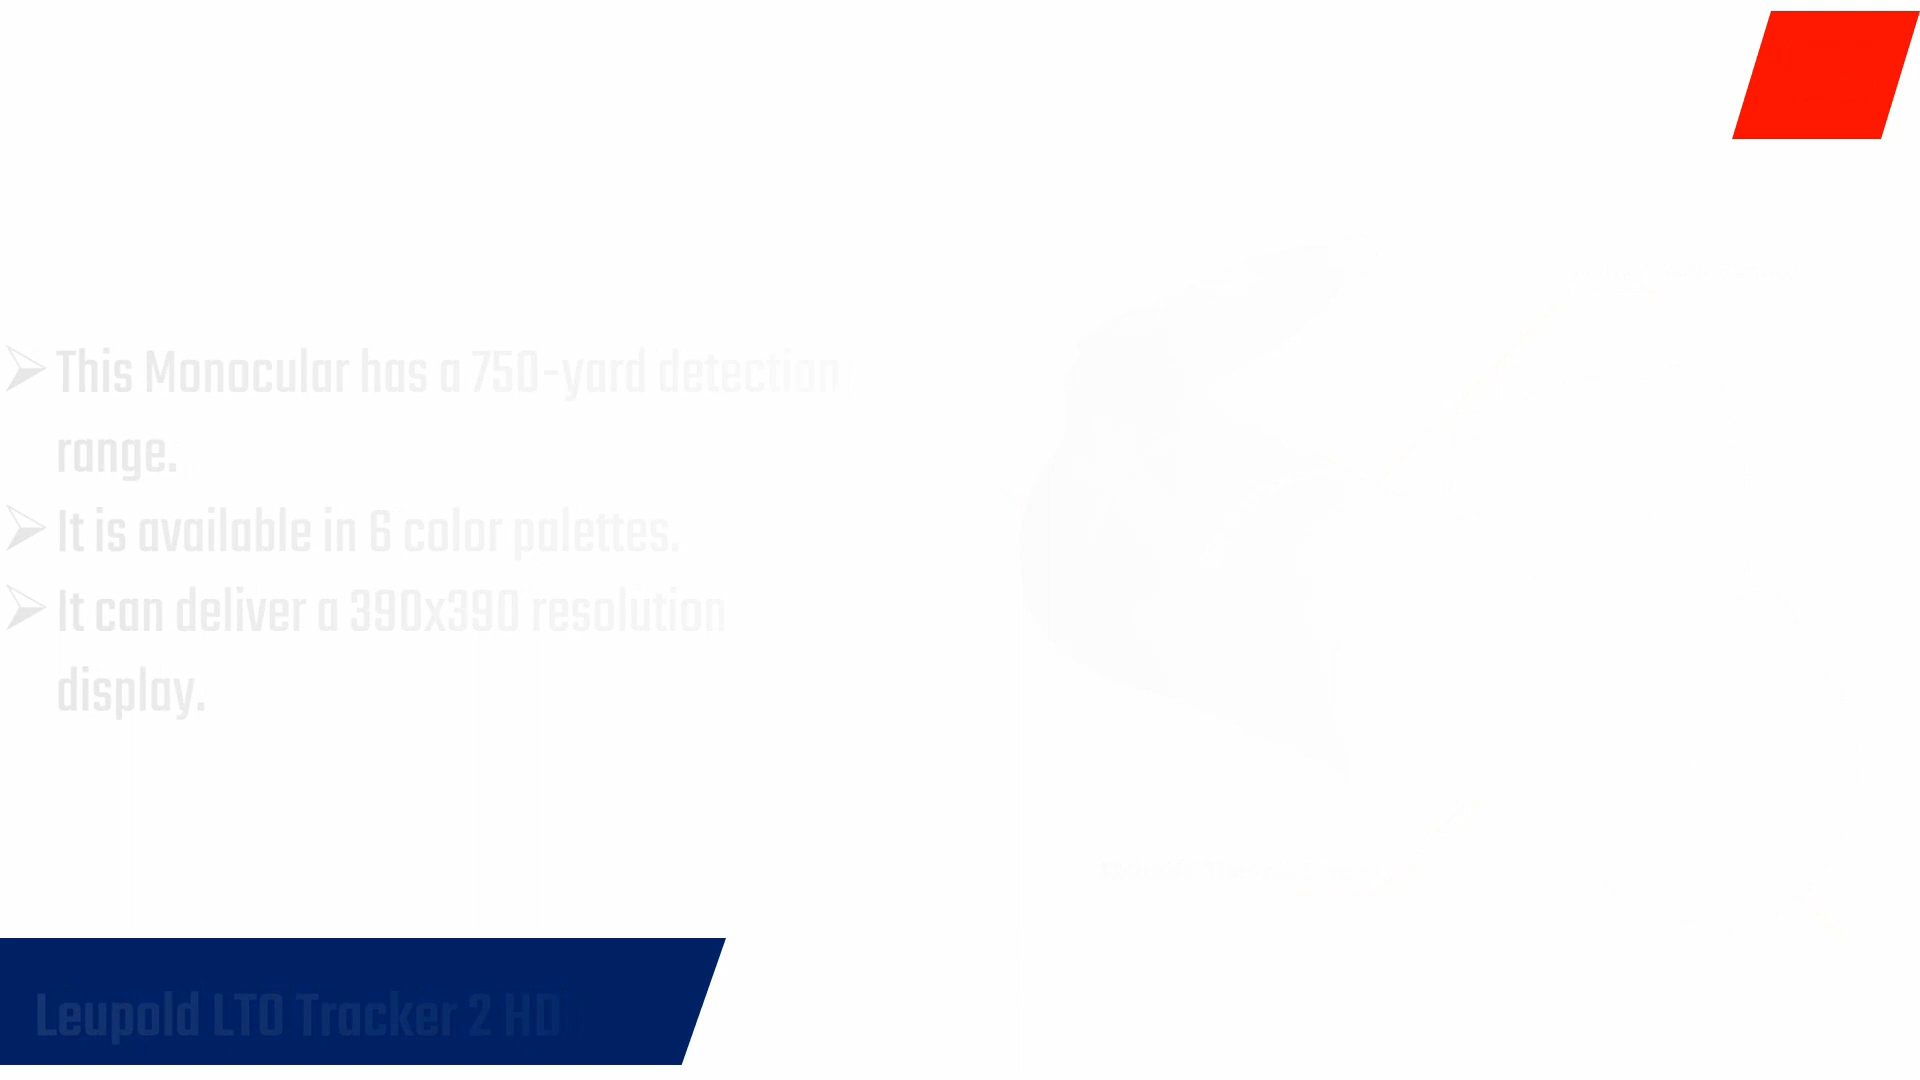 This Monocular has a 750-yard detection
range.
It is available in 6 color palettes.
It can deliver a 390x390 resolution
display.
Leupold LTO Tracker 2 HD